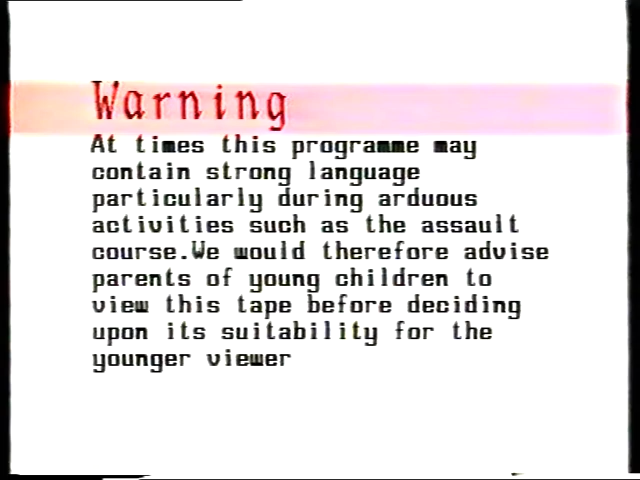 Warning
At times this programme may
contain strong language
particularly during arduous
activities such as the assault
course.We would therefore advise
parents of young children to
view this tape before deciding
upon its suitability for the
younger viewer